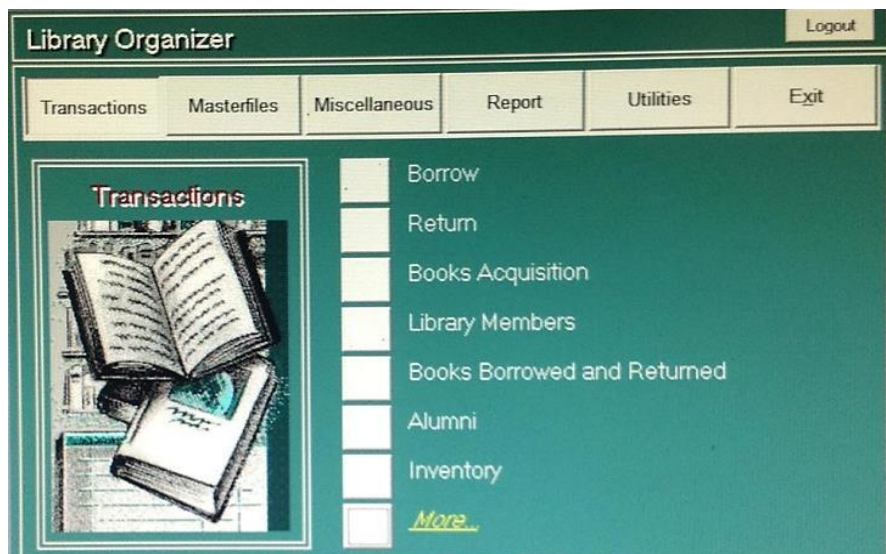 Library Organizer
Logout
Transactions Masterfiles Miscellaneous Report Utilities Exit
Transactions
Borrow
Return
Books Acquisition
Library Members
Books Borrowed and Returned
Alumni
Inventory
More...